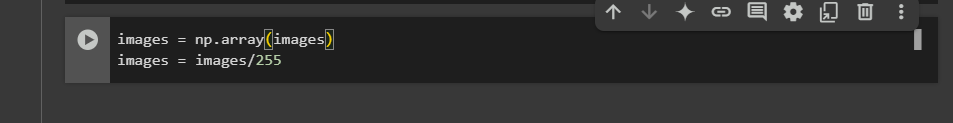 images = np.array(images)
images = images/255